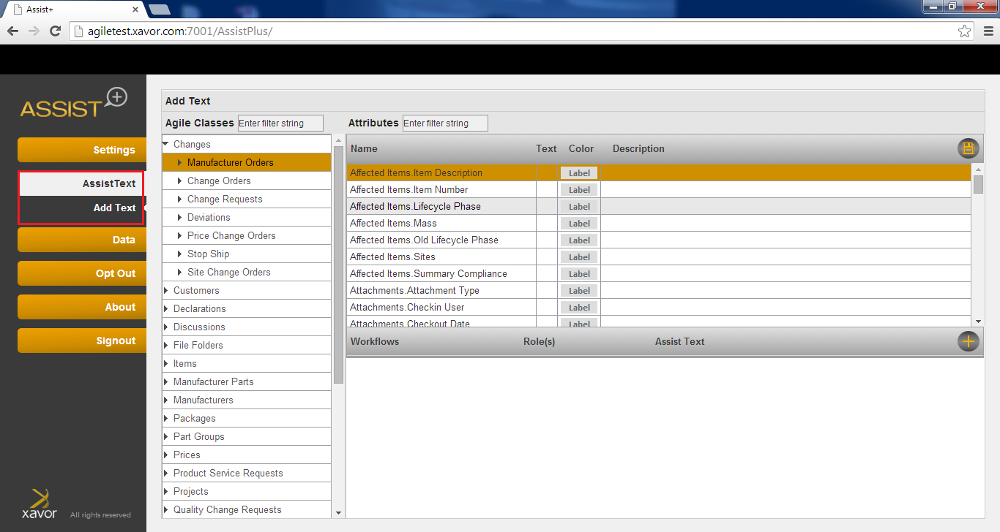 Assist+
agiletest.xavor.com:7001/AssistPlus/
ASSIST
Settings
AssistText
Add Text
Data
Opt Out
About
Signout
xavor All rights reserved
Add Text
Agile Classes Enter filter string
Changes
Manufacturer Orders
Change Orders
Change Requests
Deviations
Price Change Orders
Stop Ship
Site Change Orders
Customers
Declarations
Discussions
File Folders
Items
Manufacturer Parts
Manufacturers
Packages
Part Groups
Prices
Product Service Requests
Projects
Quality Change Requests
Attributes Enter filter string
Name Text Color Description
Affected Items.Item Description Label
Affected Items.Item Number Label
Affected Items.Lifecycle Phase Label
Affected Items.Mass Label
Affected Items.Old Lifecycle Phase Label
Affected Items.Sites Label
Affected Items.Summary Compliance Label
Attachments.Attachment Type Label
Attachments.Checkin User Label
Attachments.Checkout Date Label
Workflows Role(s) Assist Text